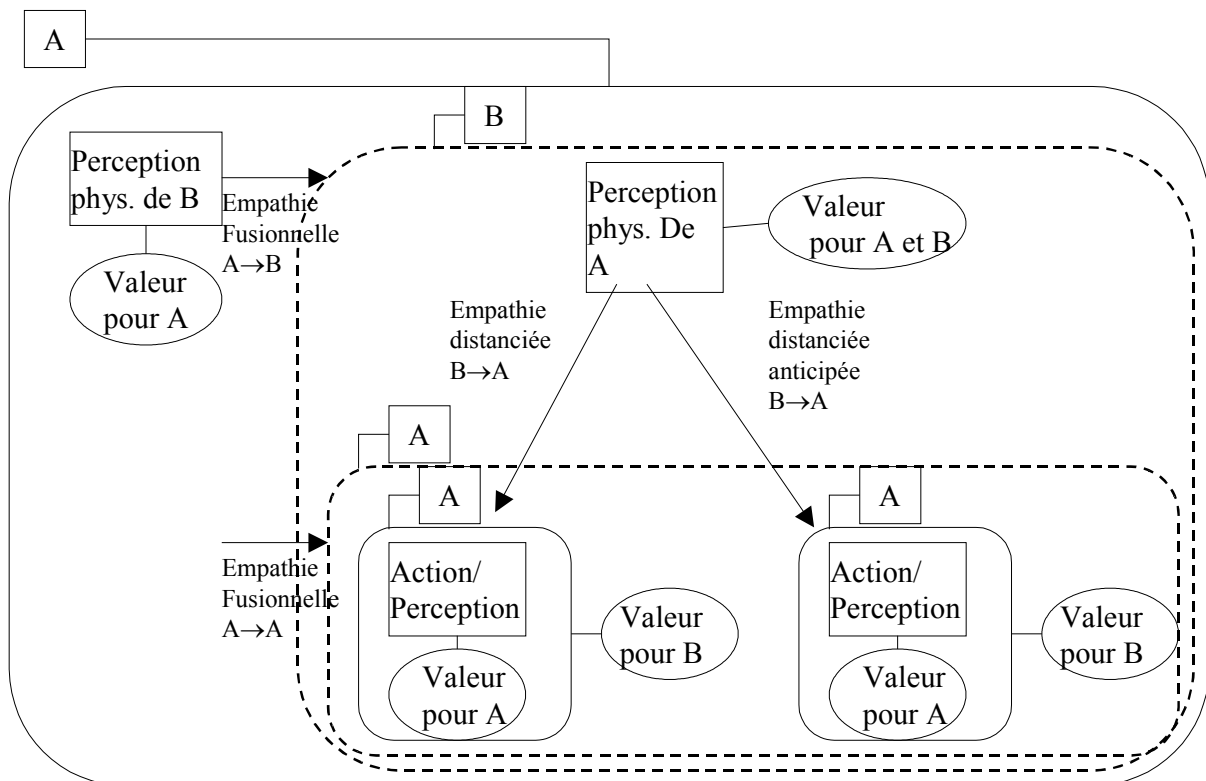 A
B
Perception
phys. de B
Empathie
Fusionnelle
A→B
Valeur
pour A
Perception
phys. De
A
Valeur
pour A et B
Empathie
distanciée
B→A
Empathie
distanciée
anticipée
B→A
A
A
A
Empathie
Fusionnelle
A→A
Action/
Perception
Valeur
pour A
Valeur
pour B
Action/
Perception
Valeur
pour A
Valeur
pour B